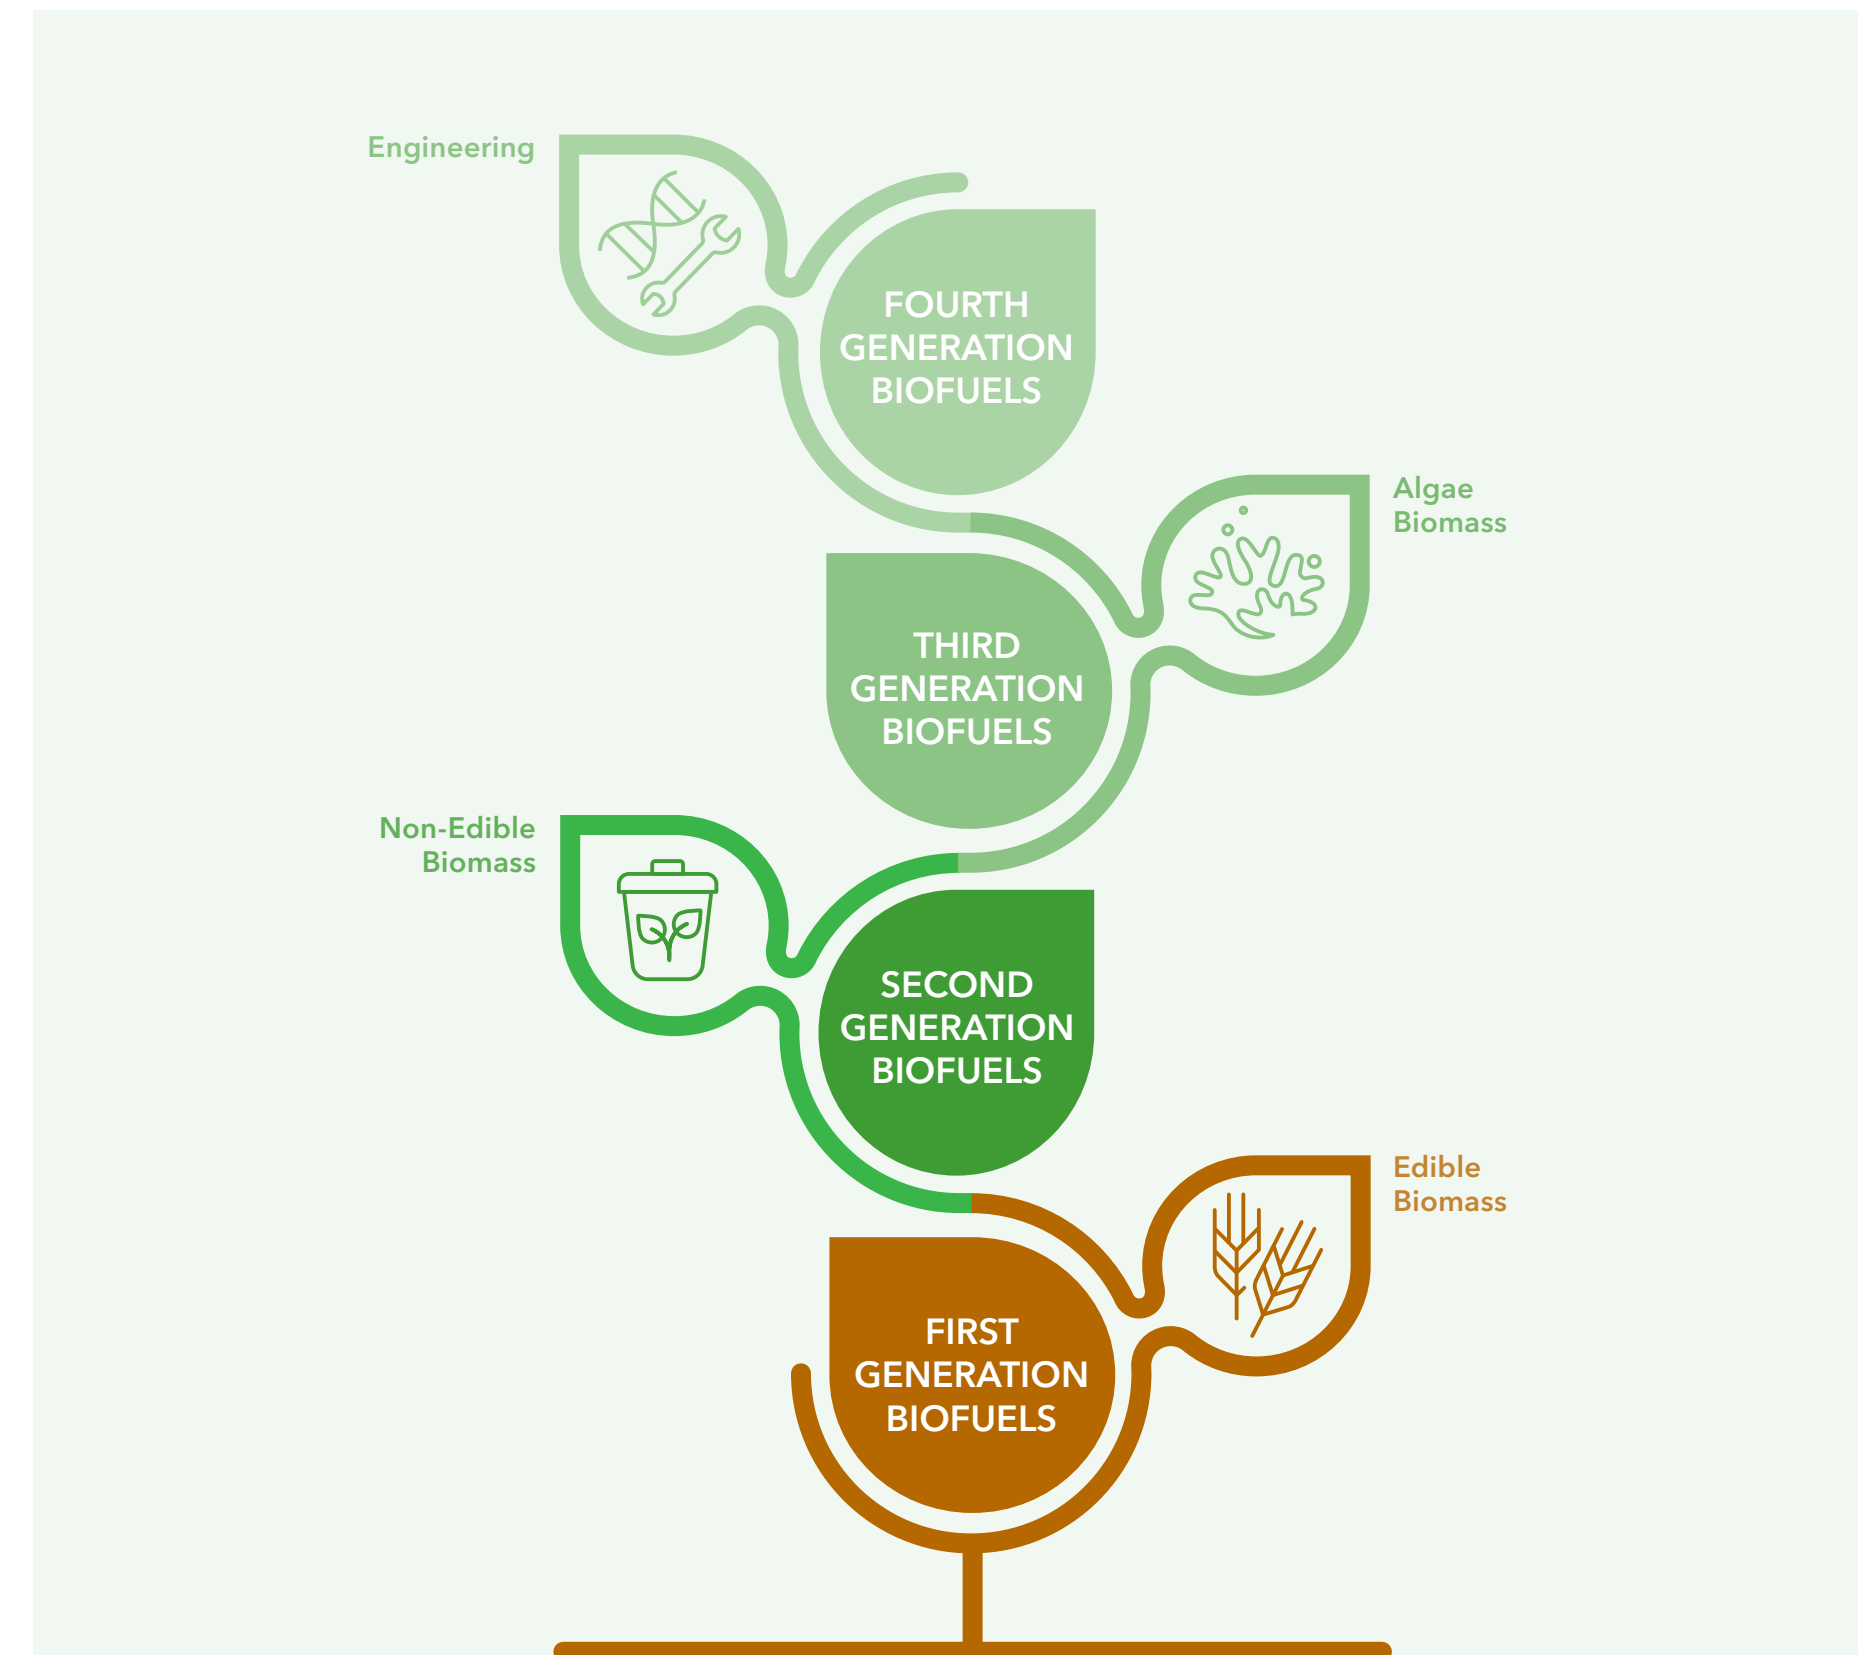 Engineering
FOURTH
GENERATION
BIOFUELS
Algae
Biomass
THIRD
GENERATION
BIOFUELS
Non-Edible
Biomass
SECOND
GENERATION
BIOFUELS
Edible
Biomass
FIRST
GENERATION
BIOFUELS